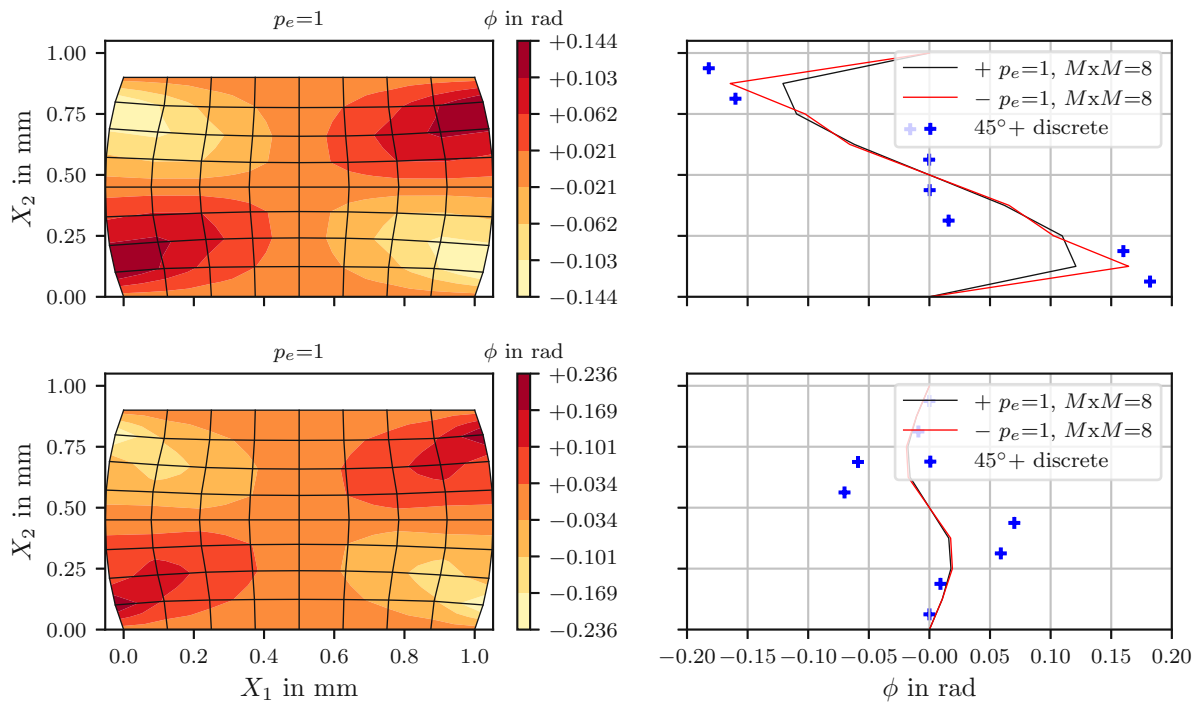 p_e=1
ϕ in rad
1.00
0.75
0.50
0.25
0.00
X_2 in mm
+0.144
+0.103
+0.062
+0.021
−0.021
−0.062
−0.103
−0.144
+ p_e=1, MxM=8
− p_e=1, MxM=8
45°+ discrete
p_e=1
ϕ in rad
1.00
0.75
0.50
0.25
0.00
X_2 in mm
0.0 0.2 0.4 0.6 0.8 1.0
X_1 in mm
+0.236
+0.169
+0.101
+0.034
−0.034
−0.101
−0.169
−0.236
+ p_e=1, MxM=8
− p_e=1, MxM=8
45°+ discrete
−0.20 −0.15 −0.10 −0.05 −0.00 0.05 0.10 0.15 0.20
ϕ in rad